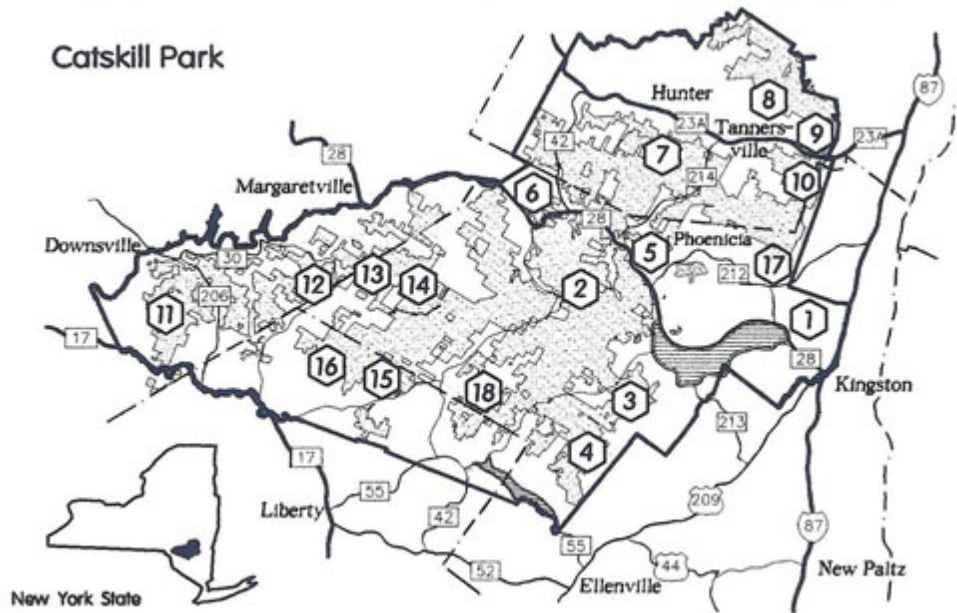 Catskill Park
87
Hunter
8
23A
Tanners-
ville
9
23A
42
7
28
214
10
Margaretville
6
28
Downsville
5
Phoenicia
30
13
212
17
12
14
2
206
11
1
17
28
16
15
18
3
Kingston
213
4
17
55
209
Liberty
42
87
55
52
44
New Paltz
Ellenville
New York State